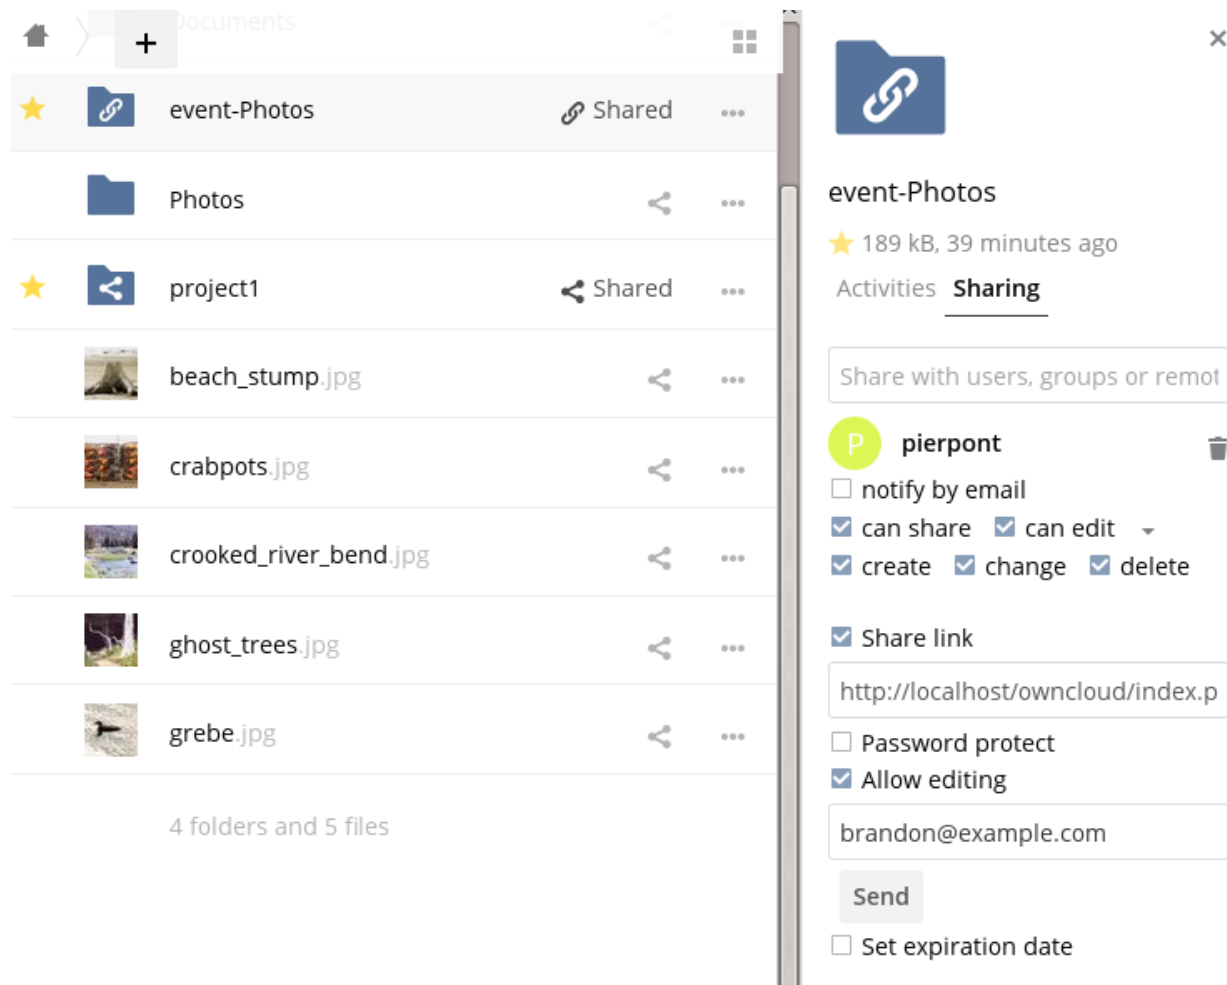 Documents
+
event-Photos Shared
Photos
project1 Shared
beach_stump.jpg
crabpots.jpg
crooked_river_bend.jpg
ghost_trees.jpg
grebe.jpg
4 folders and 5 files
event-Photos
189 kB, 39 minutes ago
Activities Sharing
Share with users, groups or remot
P pierpont
notify by email
can share can edit
create change delete
Share link
http://localhost/owncloud/index.p
Password protect
Allow editing
brandon@example.com
Send
Set expiration date